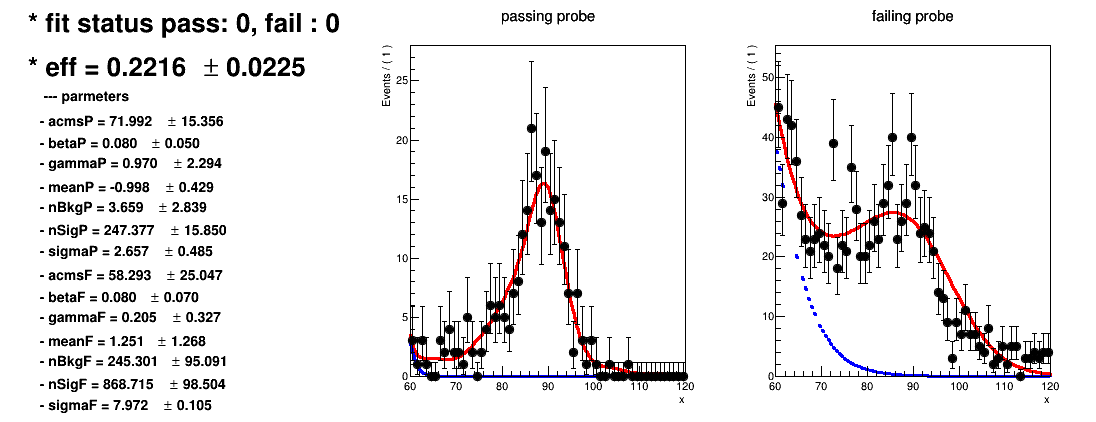 * fit status pass: 0, fail : 0
* eff = 0.2216 ± 0.0225
--- parmeters
- acmsP = 71.992 ± 15.356
- betaP = 0.080 ± 0.050
- gammaP = 0.970 ± 2.294
- meanP = -0.998 ± 0.429
- nBkgP = 3.659 ± 2.839
- nSigP = 247.377 ± 15.850
- sigmaP = 2.657 ± 0.485
- acmsF = 58.293 ± 25.047
- betaF = 0.080 ± 0.070
- gammaF = 0.205 ± 0.327
- meanF = 1.251 ± 1.268
- nBkgF = 245.301 ± 95.091
- nSigF = 868.715 ± 98.504
- sigmaF = 7.972 ± 0.105
passing probe
Events / ( 1 )
25
20
15
10
5
0
60 70 80 90 100 110 120
x
failing probe
Events / ( 1 )
50
40
30
20
10
0
60 70 80 90 100 110 120
x